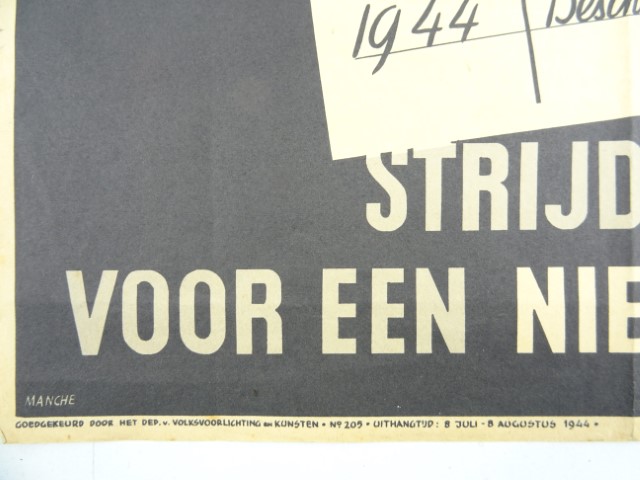 1944
STRIJD
VOOR EEN NIE
MANCHE
GOEDGEKEURD DOOR HET DEP. v. VOLKSVOORLICHTING en KUNSTEN • Nº 205 • UITHANGTIJD: 8 JULI - 8 AUGUSTUS 1944 •